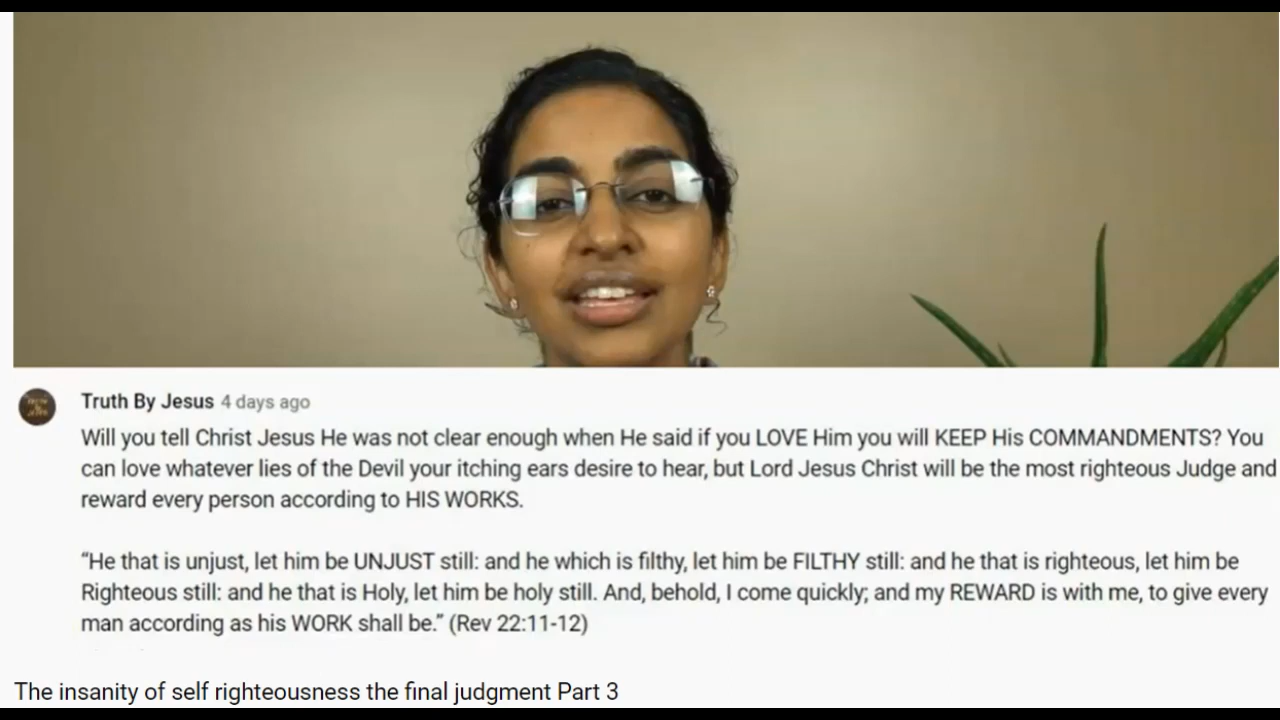 Truth By Jesus 4 days ago
Will you tell Christ Jesus He was not clear enough when He said if you LOVE Him you will KEEP His COMMANDMENTS? You
can love whatever lies of the Devil your itching ears desire to hear, but Lord Jesus Christ will be the most righteous Judge and
reward every person according to HIS WORKS.
“He that is unjust, let him be UNJUST still: and he which is filthy, let him be FILTHY still: and he that is righteous, let him be
Righteous still: and he that is Holy, let him be holy still. And, behold, I come quickly; and my REWARD is with me, to give every
man according as his WORK shall be.” (Rev 22:11-12)
The insanity of self righteousness the final judgment Part 3